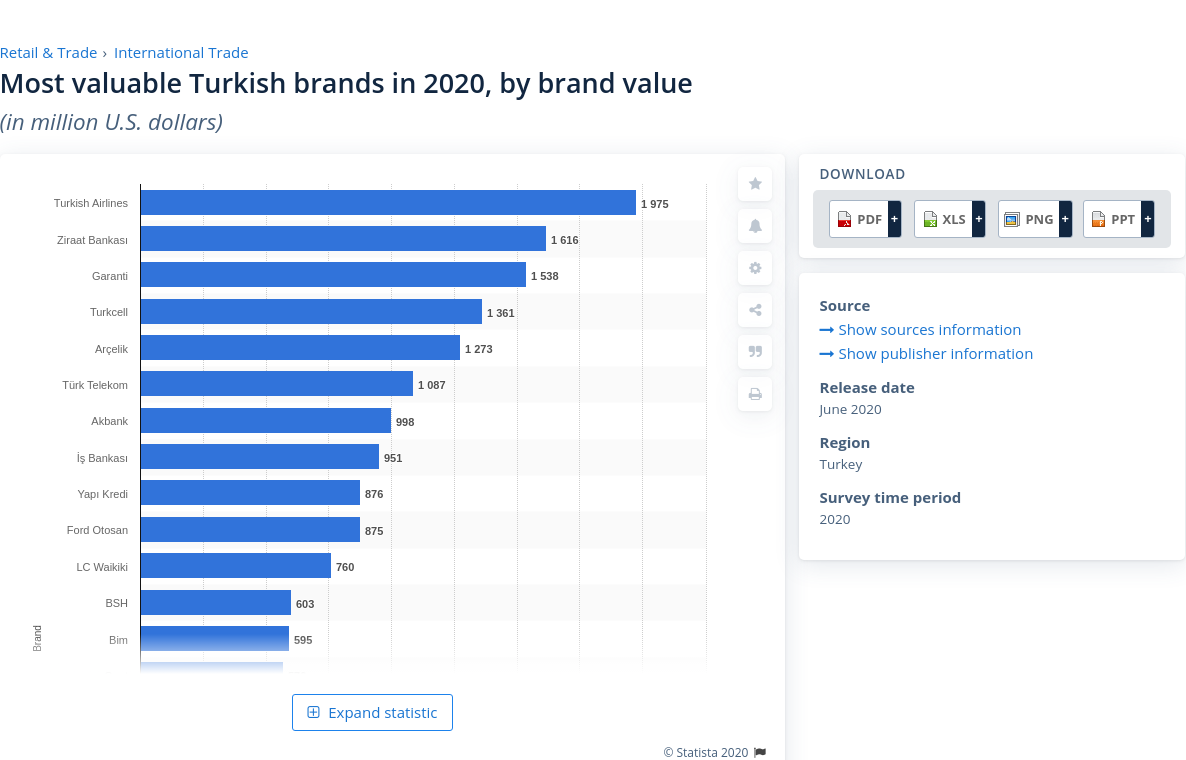 Retail & Trade › International Trade
Most valuable Turkish brands in 2020, by brand value
(in million U.S. dollars)
Turkish Airlines 1 975
Ziraat Bankası 1 616
Garanti 1 538
Turkcell 1 361
Arçelik 1 273
Türk Telekom 1 087
Akbank 998
İş Bankası 951
Yapı Kredi 876
Ford Otosan 875
LC Waikiki 760
BSH 603
Bim 595
Brand
Expand statistic
© Statista 2020
DOWNLOAD
PDF + XLS + PNG + PPT +
Source
Show sources information
Show publisher information
Release date
June 2020
Region
Turkey
Survey time period
2020